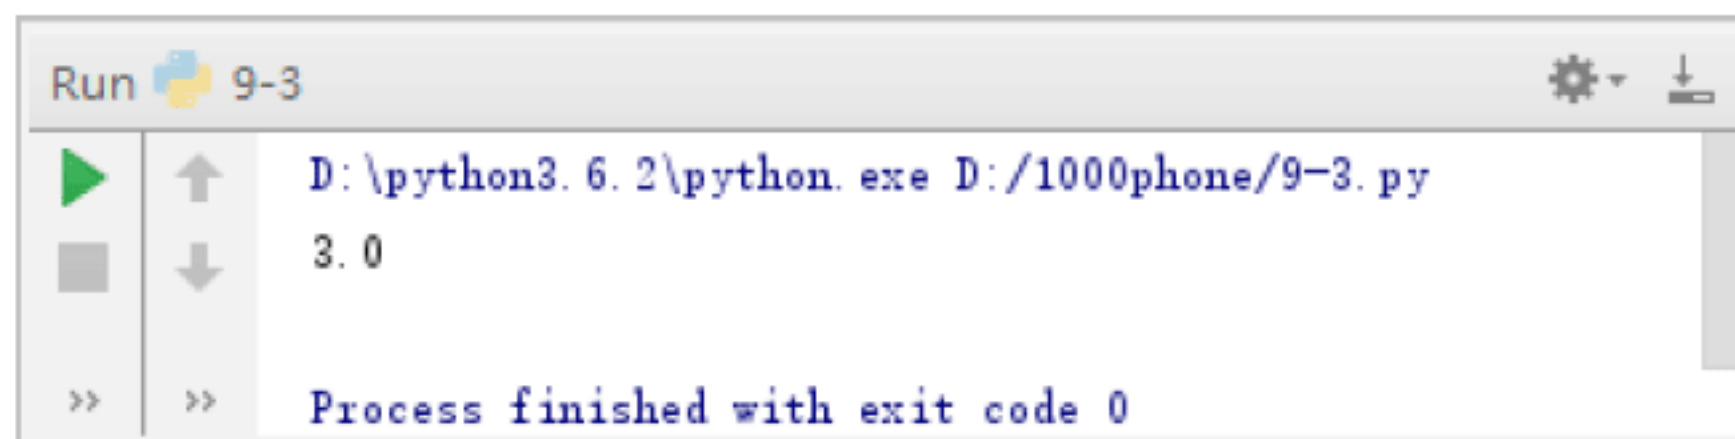 Run 9-3
D:\python3.6.2\python.exe D:/1000phone/9-3.py
3.0
Process finished with exit code 0